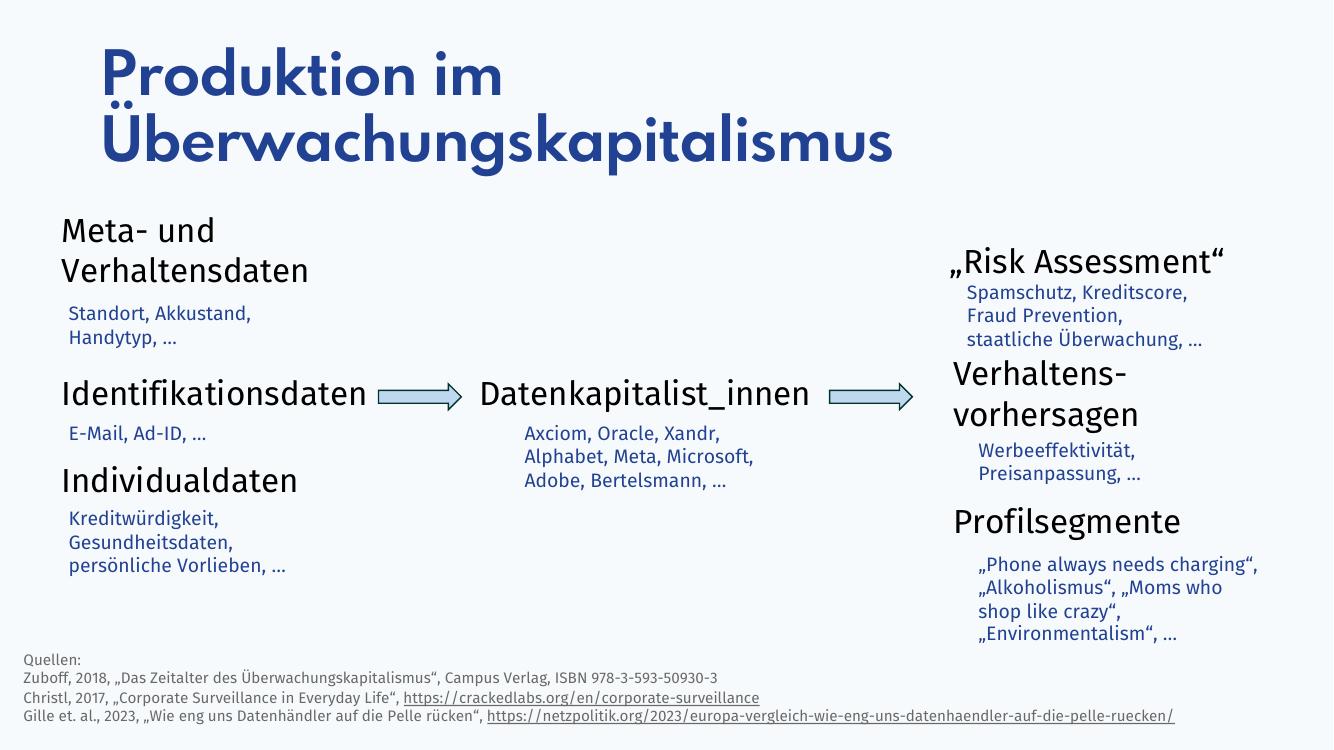 Produktion im
Überwachungskapitalismus
Meta- und
Verhaltensdaten
Standort, Akkustand,
Handytyp, ...
Identifikationsdaten
E-Mail, Ad-ID, ...
Individualdaten
Kreditwürdigkeit,
Gesundheitsdaten,
persönliche Vorlieben, ...
Datenkapitalist_innen
Axciom, Oracle, Xandr,
Alphabet, Meta, Microsoft,
Adobe, Bertelsmann, ...
„Risk Assessment“
Spamschutz, Kreditscore,
Fraud Prevention,
staatliche Überwachung, ...
Verhaltens-
vorhersagen
Werbeeffektivität,
Preisanpassung, ...
Profilsegmente
„Phone always needs charging“,
„Alkoholismus“, „Moms who
shop like crazy“,
„Environmentalism“, ...
Quellen:
Zuboff, 2018, „Das Zeitalter des Überwachungskapitalismus“, Campus Verlag, ISBN 978-3-593-50930-3
Christl, 2017, „Corporate Surveillance in Everyday Life“, https://crackedlabs.org/en/corporate-surveillance
Gille et. al., 2023, „Wie eng uns Datenhändler auf die Pelle rücken“, https://netzpolitik.org/2023/europa-vergleich-wie-eng-uns-datenhaendler-auf-die-pelle-ruecken/